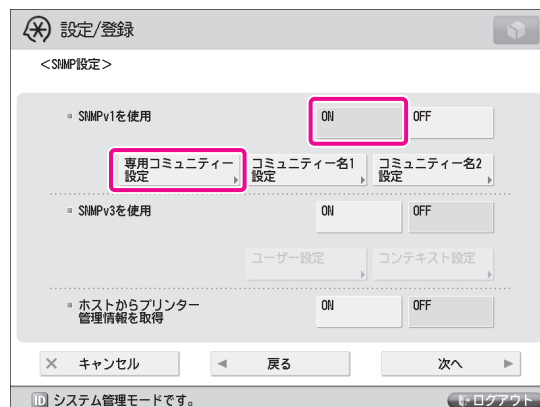 設定/登録
<SNMP設定>
SNMPv1を使用
ON
OFF
専用コミュニティー
設定
コミュニティー名1
設定
コミュニティー名2
設定
SNMPv3を使用
ON
OFF
ユーザー設定
コンテキスト設定
ホストからプリンター
管理情報を取得
ON
OFF
キャンセル
戻る
次へ
ID システム管理モードです。
ログアウト